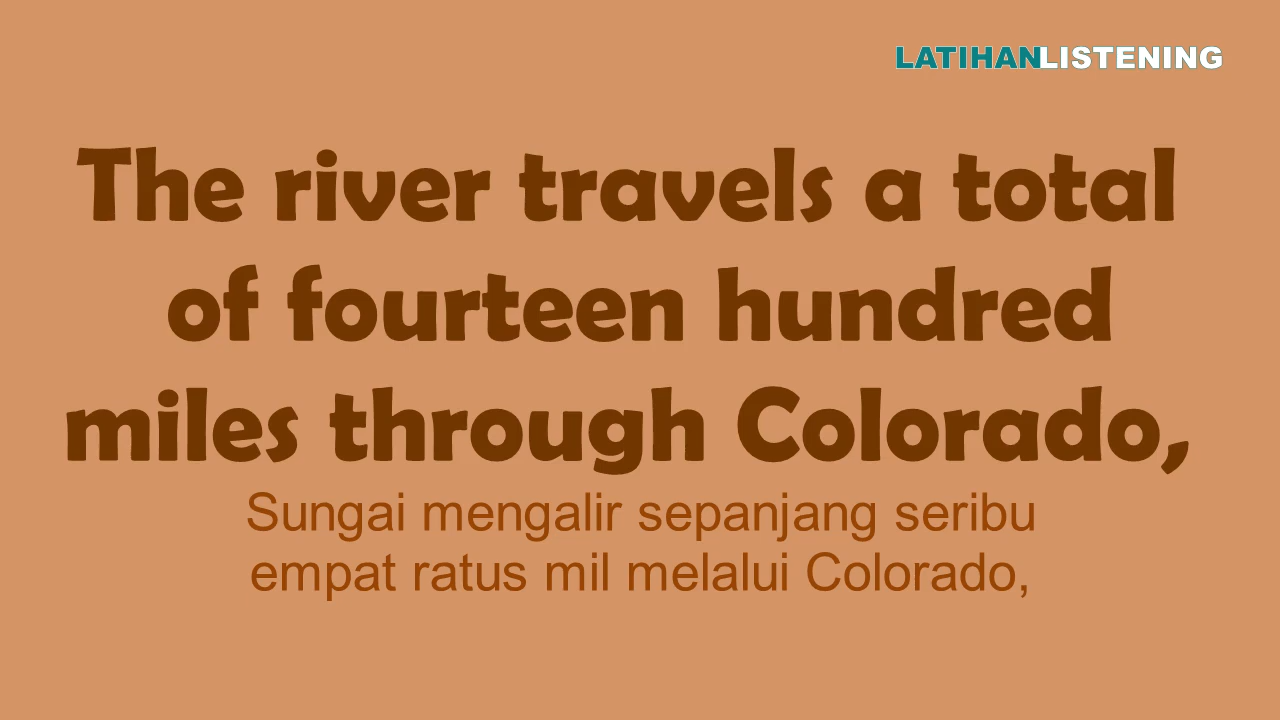 LATIHANLISTENING
The river travels a total
of fourteen hundred
miles through Colorado,
Sungai mengalir sepanjang seribu
empat ratus mil melalui Colorado,